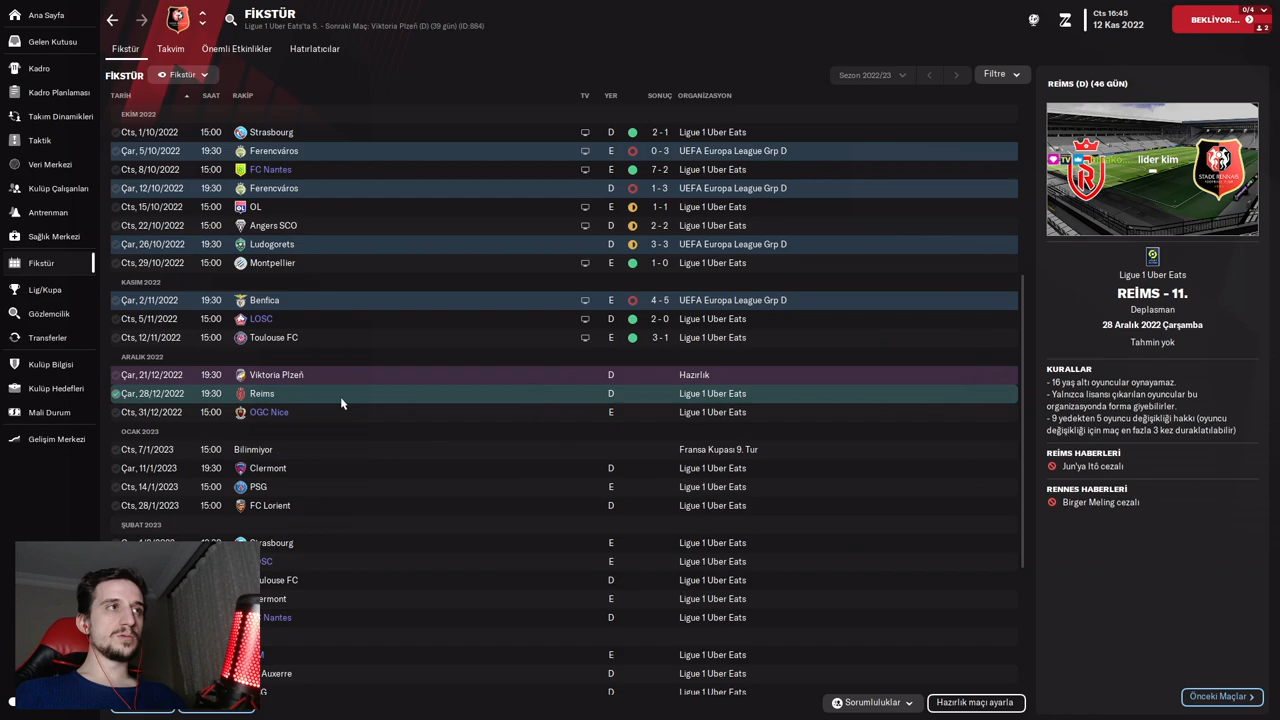 Ana Sayfa
Gelen Kutusu
Kadro
Kadro Planlaması
Takım Dinamikleri
Taktik
Veri Merkezi
Kulüp Çalışanları
Antrenman
Sağlık Merkezi
Fikstür
Lig/Kupa
Gözlemcilik
Transferler
Kulüp Bilgisi
Kulüp Hedefleri
Mali Durum
Gelişim Merkezi
FİKSTÜR
Ligue 1 Uber Eats'ta 5. - Sonraki Maç: Viktoria Plzeň (D) (39 gün) (ID:884)
Cts 16:45
12 Kas 2022
BEKLİYOR...
0/4
2
Fikstür Takvim Önemli Etkinlikler Hatırlatıcılar
FİKSTÜR Fikstür Sezon 2022/23 Filtre
TARİH SAAT RAKİP TV YER SONUÇ ORGANİZASYON
EKİM 2022
Cts, 1/10/2022 15:00 Strasbourg D 2 - 1 Ligue 1 Uber Eats
Çar, 5/10/2022 19:30 Ferencváros E 0 - 3 UEFA Europa League Grp D
Cts, 8/10/2022 15:00 FC Nantes E 7 - 2 Ligue 1 Uber Eats
Çar, 12/10/2022 19:30 Ferencváros D 1 - 3 UEFA Europa League Grp D
Cts, 15/10/2022 15:00 OL E 1 - 1 Ligue 1 Uber Eats
Cts, 22/10/2022 15:00 Angers SCO D 2 - 2 Ligue 1 Uber Eats
Çar, 26/10/2022 19:30 Ludogorets D 3 - 3 UEFA Europa League Grp D
Cts, 29/10/2022 15:00 Montpellier E 1 - 0 Ligue 1 Uber Eats
KASIM 2022
Çar, 2/11/2022 19:30 Benfica E 4 - 5 UEFA Europa League Grp D
Cts, 5/11/2022 15:00 LOSC E 2 - 0 Ligue 1 Uber Eats
Cts, 12/11/2022 15:00 Toulouse FC E 3 - 1 Ligue 1 Uber Eats
ARALIK 2022
Çar, 21/12/2022 19:30 Viktoria Plzeň D Hazırlık
Çar, 28/12/2022 19:30 Reims D Ligue 1 Uber Eats
Cts, 31/12/2022 15:00 OGC Nice E Ligue 1 Uber Eats
OCAK 2023
Cts, 7/1/2023 15:00 Bilinmiyor Fransa Kupası 9. Tur
Çar, 11/1/2023 19:30 Clermont D Ligue 1 Uber Eats
Cts, 14/1/2023 15:00 PSG E Ligue 1 Uber Eats
Cts, 28/1/2023 15:00 FC Lorient D Ligue 1 Uber Eats
ŞUBAT 2023
Strasbourg E Ligue 1 Uber Eats
E Ligue 1 Uber Eats
Toulouse FC D Ligue 1 Uber Eats
E Ligue 1 Uber Eats
Nantes D Ligue 1 Uber Eats
E Ligue 1 Uber Eats
Auxerre D Ligue 1 Uber Eats
D Ligue 1 Uber Eats
Sorumluluklar Hazırlık maçı ayarla
REİMS (D) (46 GÜN)
TV
lider kim
Ligue 1 Uber Eats
REİMS - 11.
Deplasman
28 Aralık 2022 Çarşamba
Tahmin yok
KURALLAR
- 16 yaş altı oyuncular oynayamaz.
- Yalnızca lisansı çıkarılan oyuncular bu
organizasyonda forma giyebilirler.
- 9 yedekten 5 oyuncu değişikliği hakkı (oyuncu
değişikliği için maç en fazla 3 kez duraklatılabilir)
REİMS HABERLERİ
Jun'ya Itō cezalı
RENNES HABERLERİ
Birger Meling cezalı
Önceki Maçlar